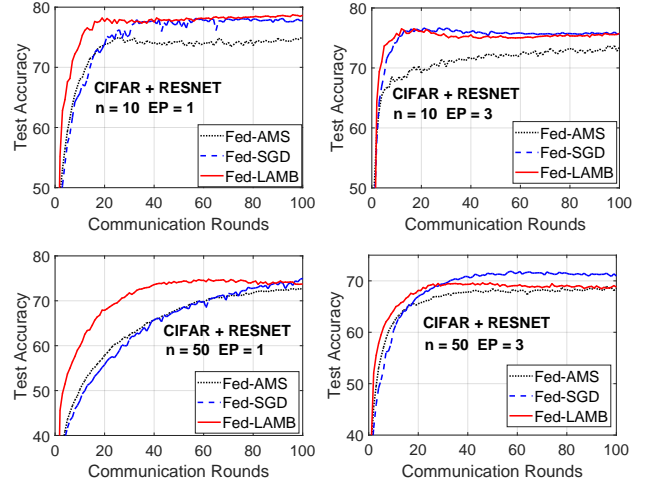 80
70
60
50
Test Accuracy
CIFAR + RESNET
n = 10 EP = 1
Fed-AMS
Fed-SGD
Fed-LAMB
0 20 40 60 80 100
Communication Rounds
80
70
60
50
Test Accuracy
CIFAR + RESNET
n = 10 EP = 3
Fed-AMS
Fed-SGD
Fed-LAMB
0 20 40 60 80 100
Communication Rounds
80
70
60
50
40
Test Accuracy
CIFAR + RESNET
n = 50 EP = 1
Fed-AMS
Fed-SGD
Fed-LAMB
0 20 40 60 80 100
Communication Rounds
70
60
50
40
Test Accuracy
CIFAR + RESNET
n = 50 EP = 3
Fed-AMS
Fed-SGD
Fed-LAMB
0 20 40 60 80 100
Communication Rounds